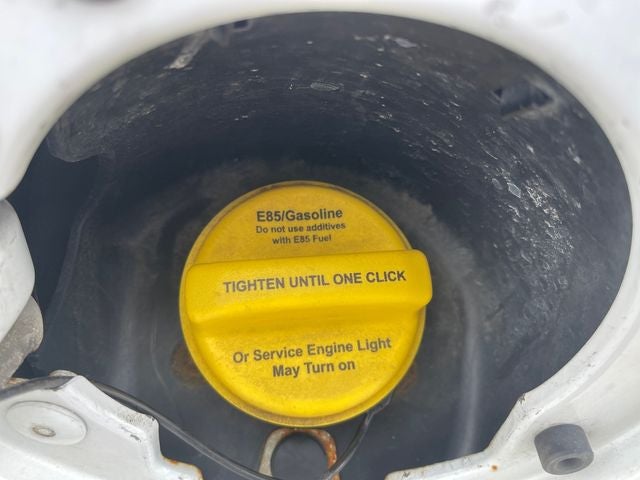 E85/Gasoline
Do not use additives
with E85 Fuel
TIGHTEN UNTIL ONE CLICK
Or Service Engine Light
May Turn on